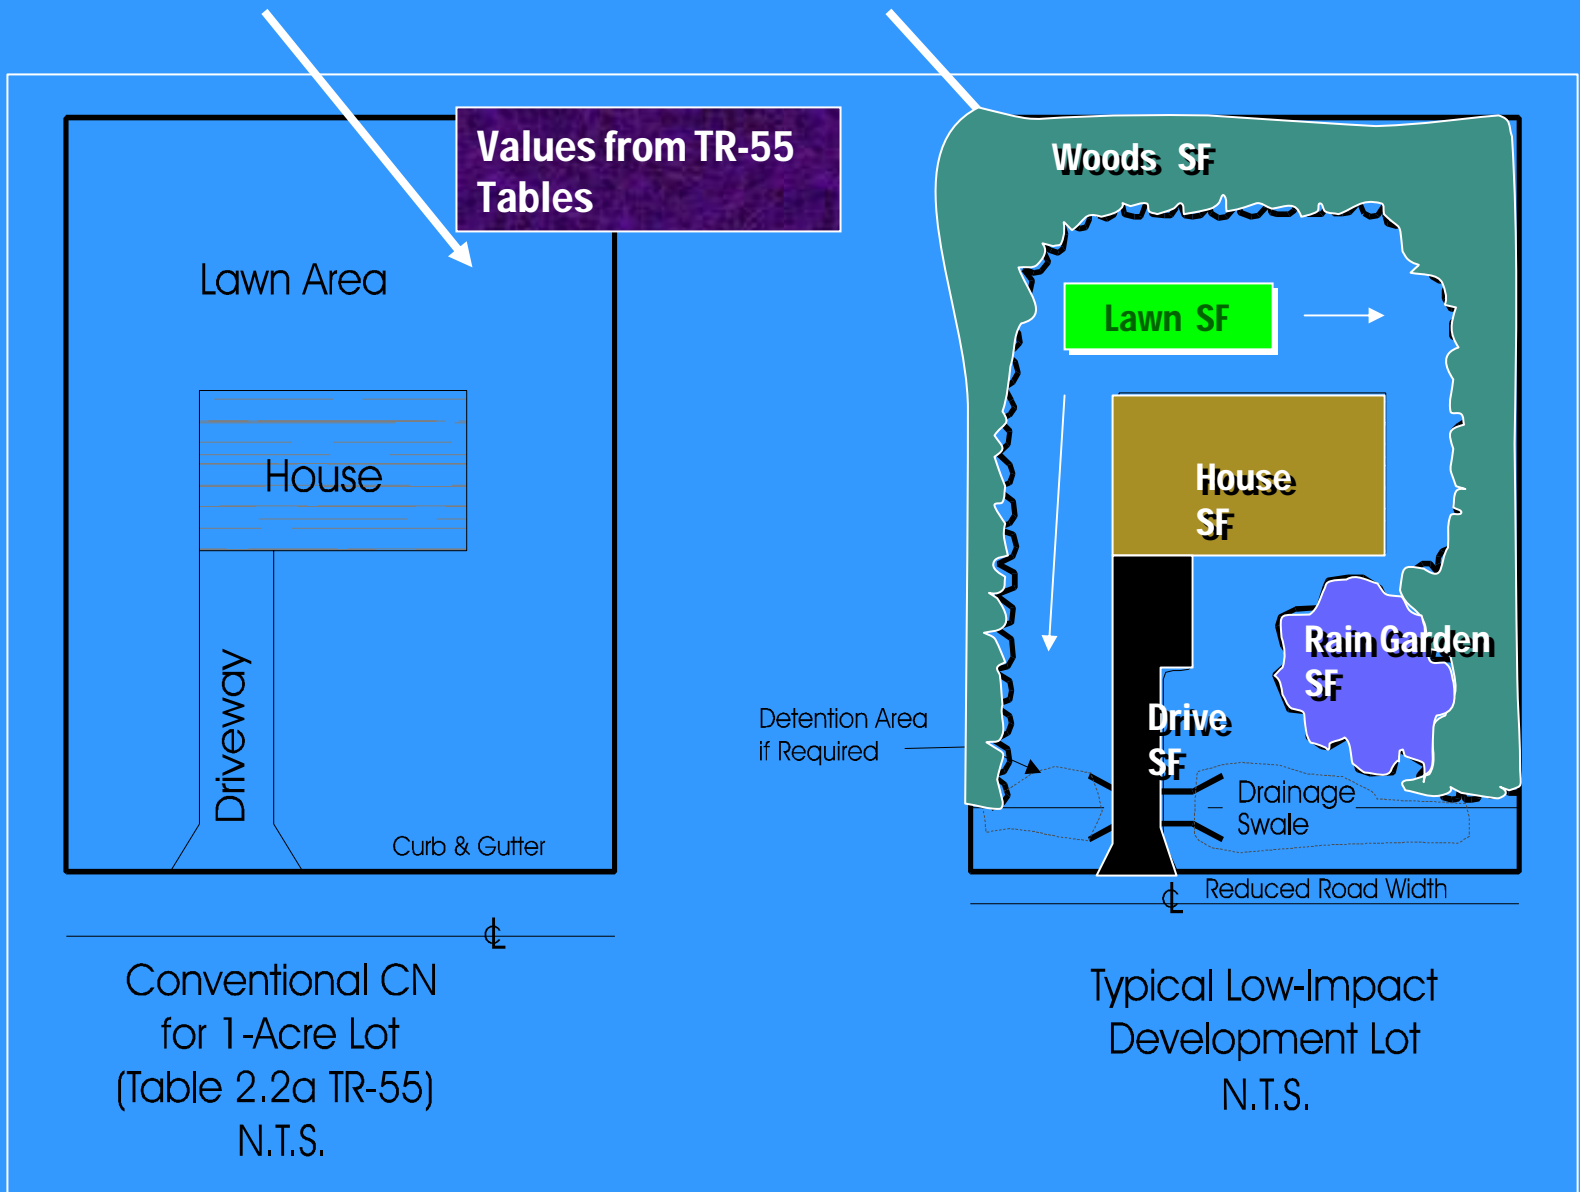 Values from TR-55
Tables
Lawn Area
House
Driveway
Curb & Gutter
℄
Conventional CN
for 1-Acre Lot
(Table 2.2a TR-55)
N.T.S.
Woods SF
Lawn SF
House
SF
Rain Garden
SF
Drive
SF
Detention Area
if Required
Drainage
Swale
℄ Reduced Road Width
Typical Low-Impact
Development Lot
N.T.S.